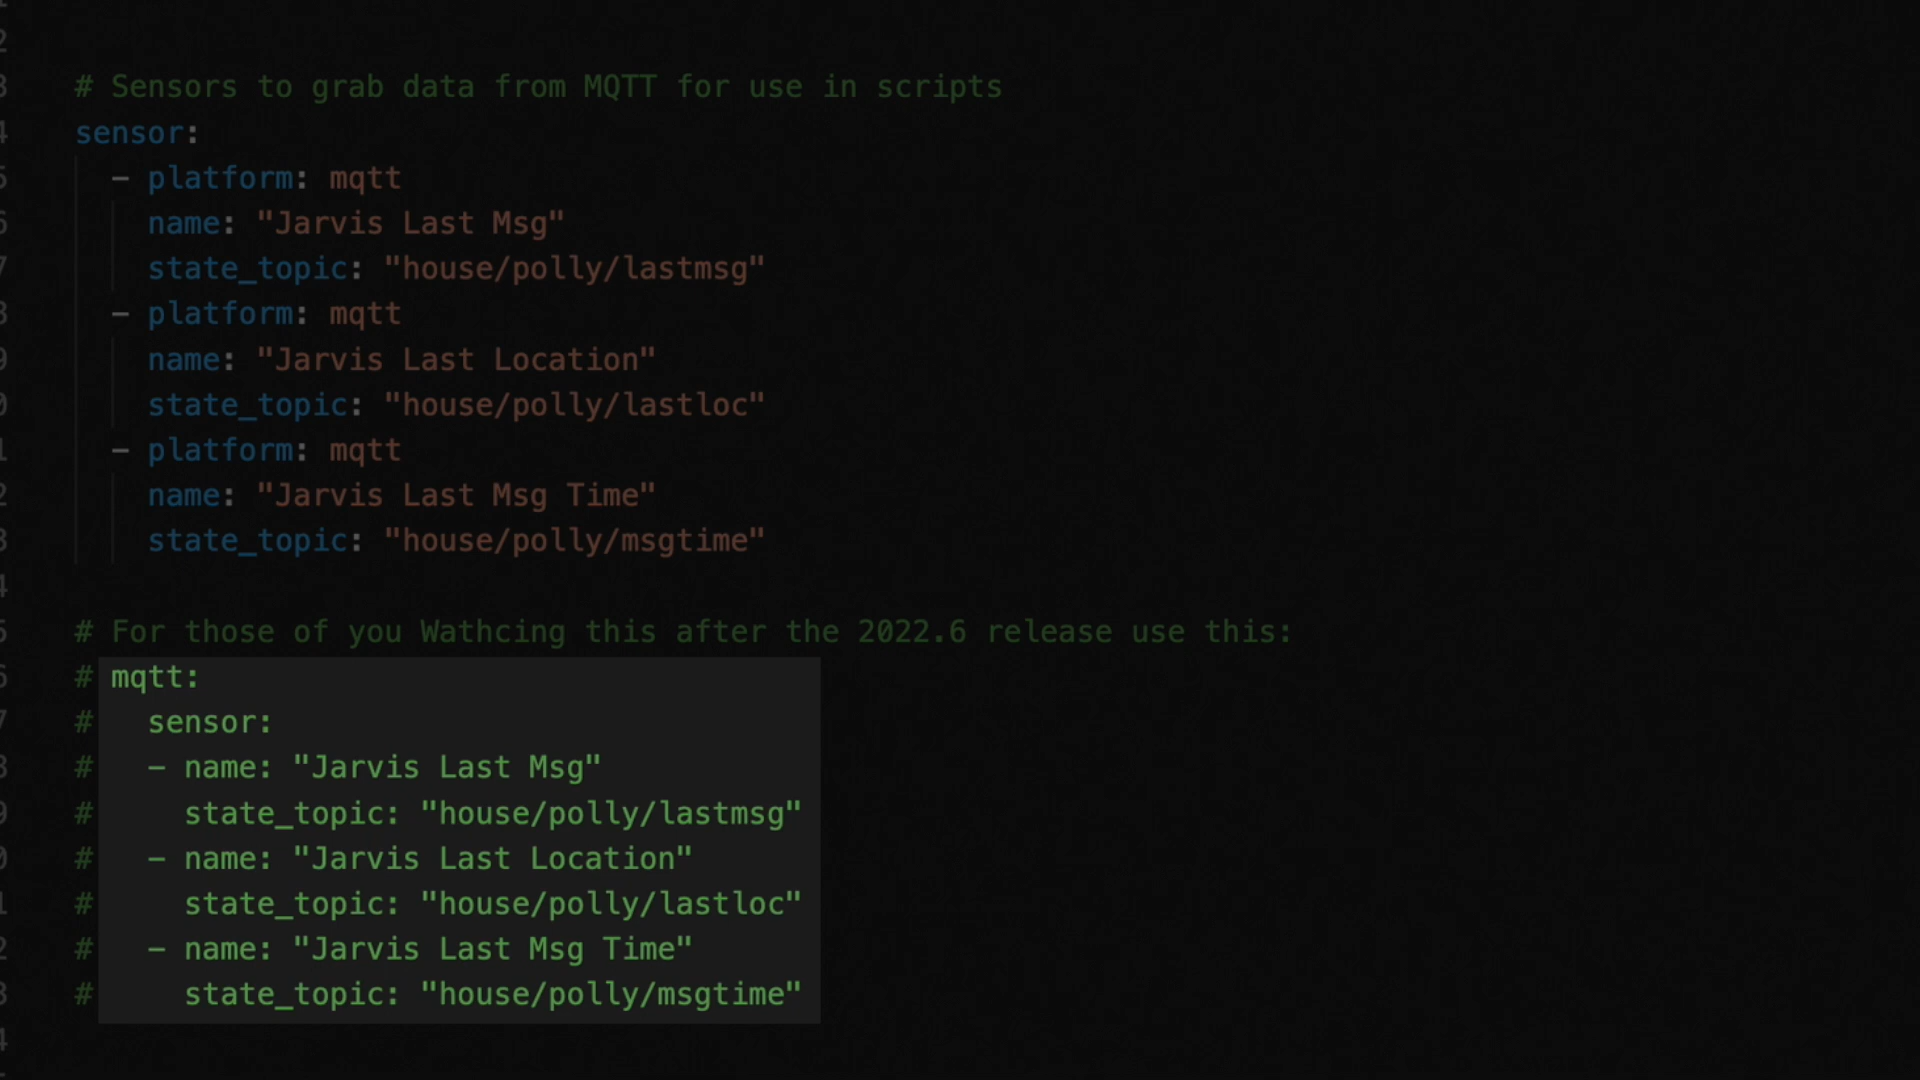 # Sensors to grab data from MQTT for use in scripts
sensor:
  - platform: mqtt
    name: "Jarvis Last Msg"
    state_topic: "house/polly/lastmsg"
  - platform: mqtt
    name: "Jarvis Last Location"
    state_topic: "house/polly/lastloc"
  - platform: mqtt
    name: "Jarvis Last Msg Time"
    state_topic: "house/polly/msgtime"

# For those of you Wathcing this after the 2022.6 release use this:
# mqtt:
#   sensor:
#   - name: "Jarvis Last Msg"
#     state_topic: "house/polly/lastmsg"
#   - name: "Jarvis Last Location"
#     state_topic: "house/polly/lastloc"
#   - name: "Jarvis Last Msg Time"
#     state_topic: "house/polly/msgtime"